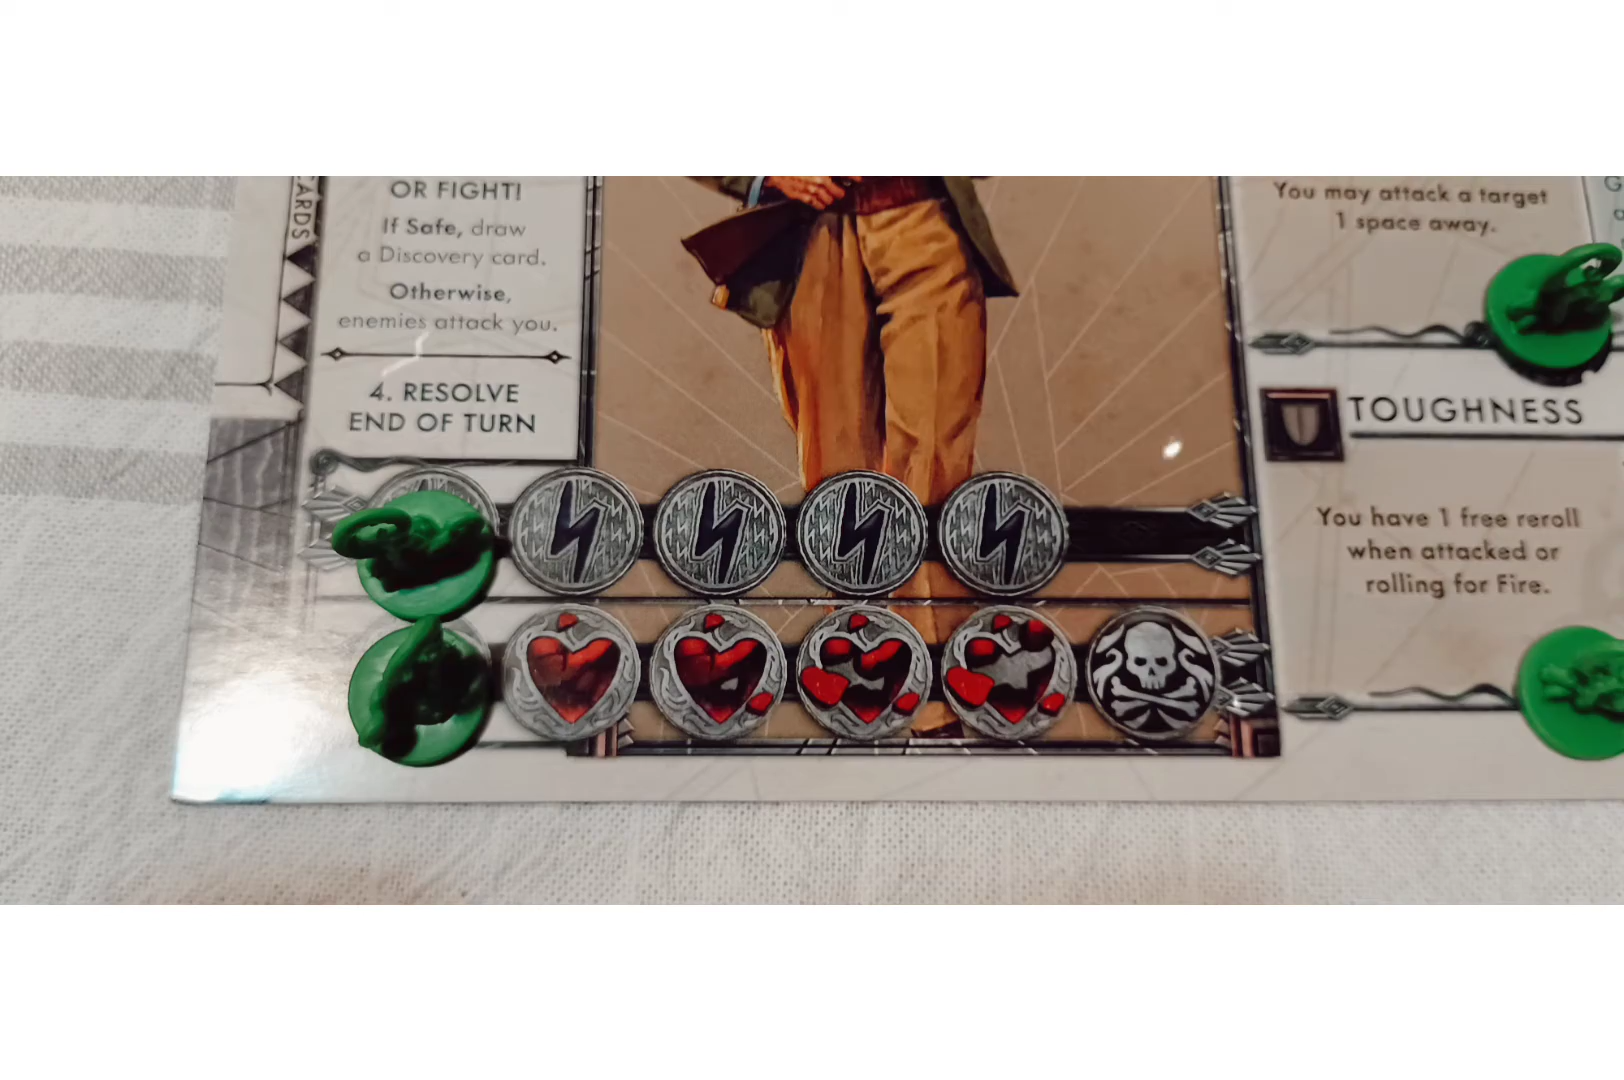 CARDS
OR FIGHT!
If Safe, draw
a Discovery card.
Otherwise,
enemies attack you.
4. RESOLVE
END OF TURN
You may attack a target
1 space away.
TOUGHNESS
You have 1 free reroll
when attacked or
rolling for Fire.